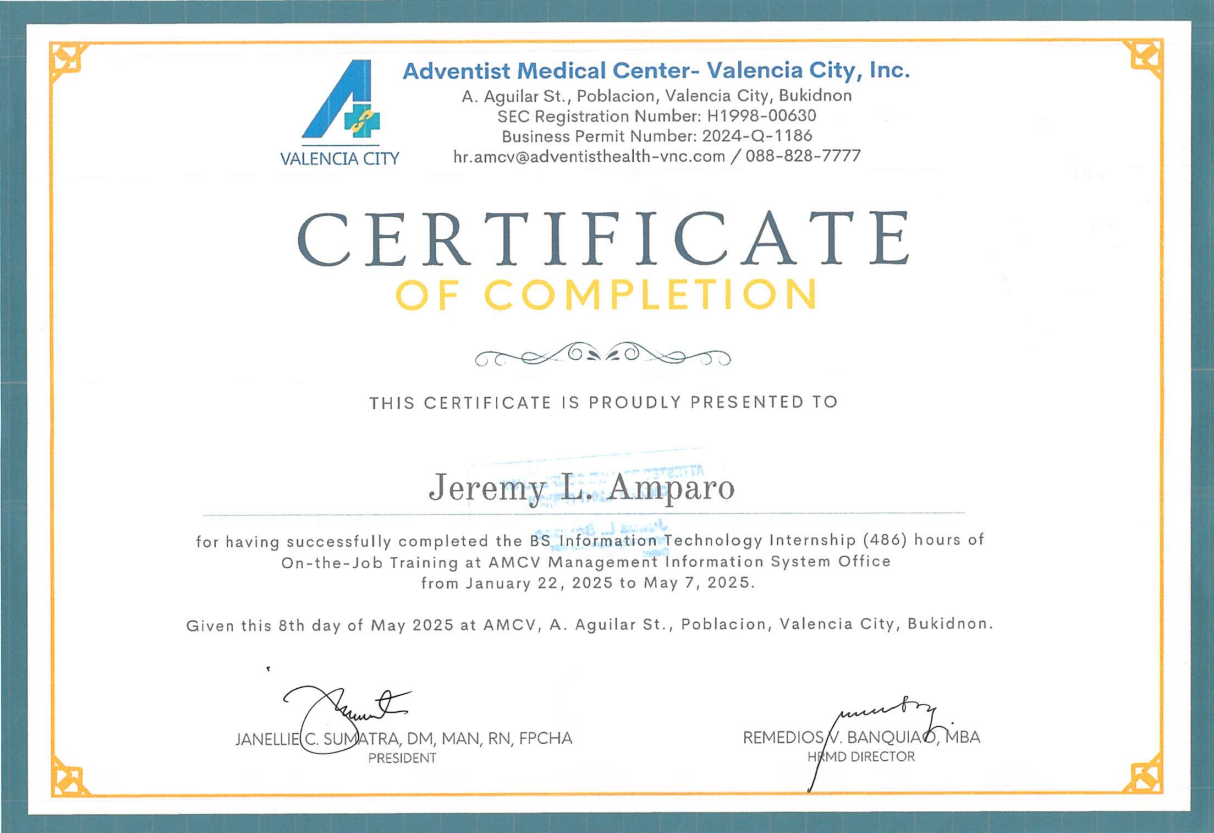 Adventist Medical Center- Valencia City, Inc.
A. Aguilar St., Poblacion, Valencia City, Bukidnon
SEC Registration Number: H1998-00630
Business Permit Number: 2024-Q-1186
hr.amcv@adventisthealth-vnc.com / 088-828-7777
VALENCIA CITY
CERTIFICATE
OF COMPLETION
THIS CERTIFICATE IS PROUDLY PRESENTED TO
Jeremy L. Amparo
for having successfully completed the BS Information Technology Internship (486) hours of
On-the-Job Training at AMCV Management Information System Office
from January 22, 2025 to May 7, 2025.
Given this 8th day of May 2025 at AMCV, A. Aguilar St., Poblacion, Valencia City, Bukidnon.
JANELLIE C. SUMATRA, DM, MAN, RN, FPCHA
PRESIDENT
REMEDIOS V. BANQUIAO, MBA
HRMD DIRECTOR